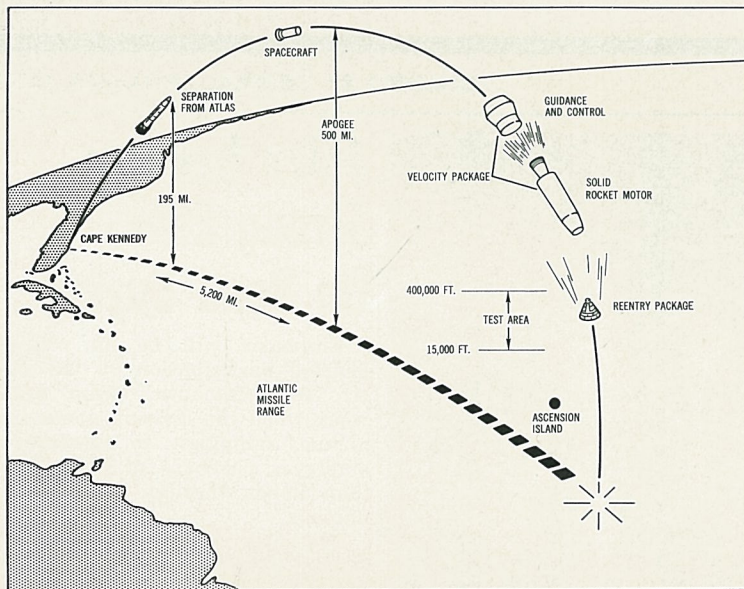 SPACECRAFT
SEPARATION
FROM ATLAS
APOGEE
500 MI.
GUIDANCE
AND CONTROL
VELOCITY PACKAGE
SOLID
ROCKET MOTOR
195 MI.
CAPE KENNEDY
5,200 MI.
400,000 FT.
TEST AREA
15,000 FT.
REENTRY PACKAGE
ATLANTIC
MISSILE
RANGE
ASCENSION
ISLAND